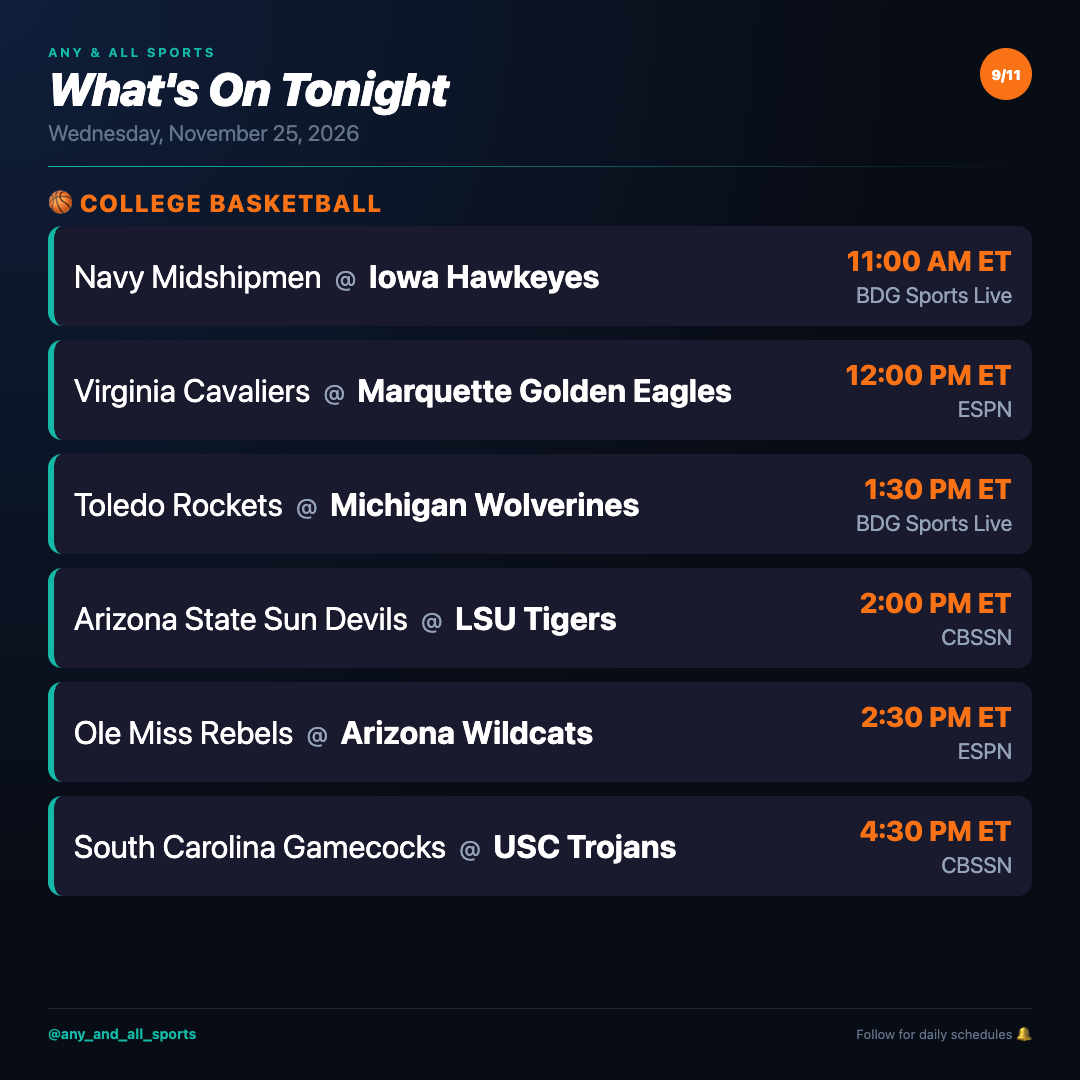 ANY & ALL SPORTS
What's On Tonight
9/11
Wednesday, November 25, 2026
🏀 COLLEGE BASKETBALL
Navy Midshipmen @ Iowa Hawkeyes
11:00 AM ET
BDG Sports Live
Virginia Cavaliers @ Marquette Golden Eagles
12:00 PM ET
ESPN
Toledo Rockets @ Michigan Wolverines
1:30 PM ET
BDG Sports Live
Arizona State Sun Devils @ LSU Tigers
2:00 PM ET
CBSSN
Ole Miss Rebels @ Arizona Wildcats
2:30 PM ET
ESPN
South Carolina Gamecocks @ USC Trojans
4:30 PM ET
CBSSN
@any_and_all_sports
Follow for daily schedules 🔔